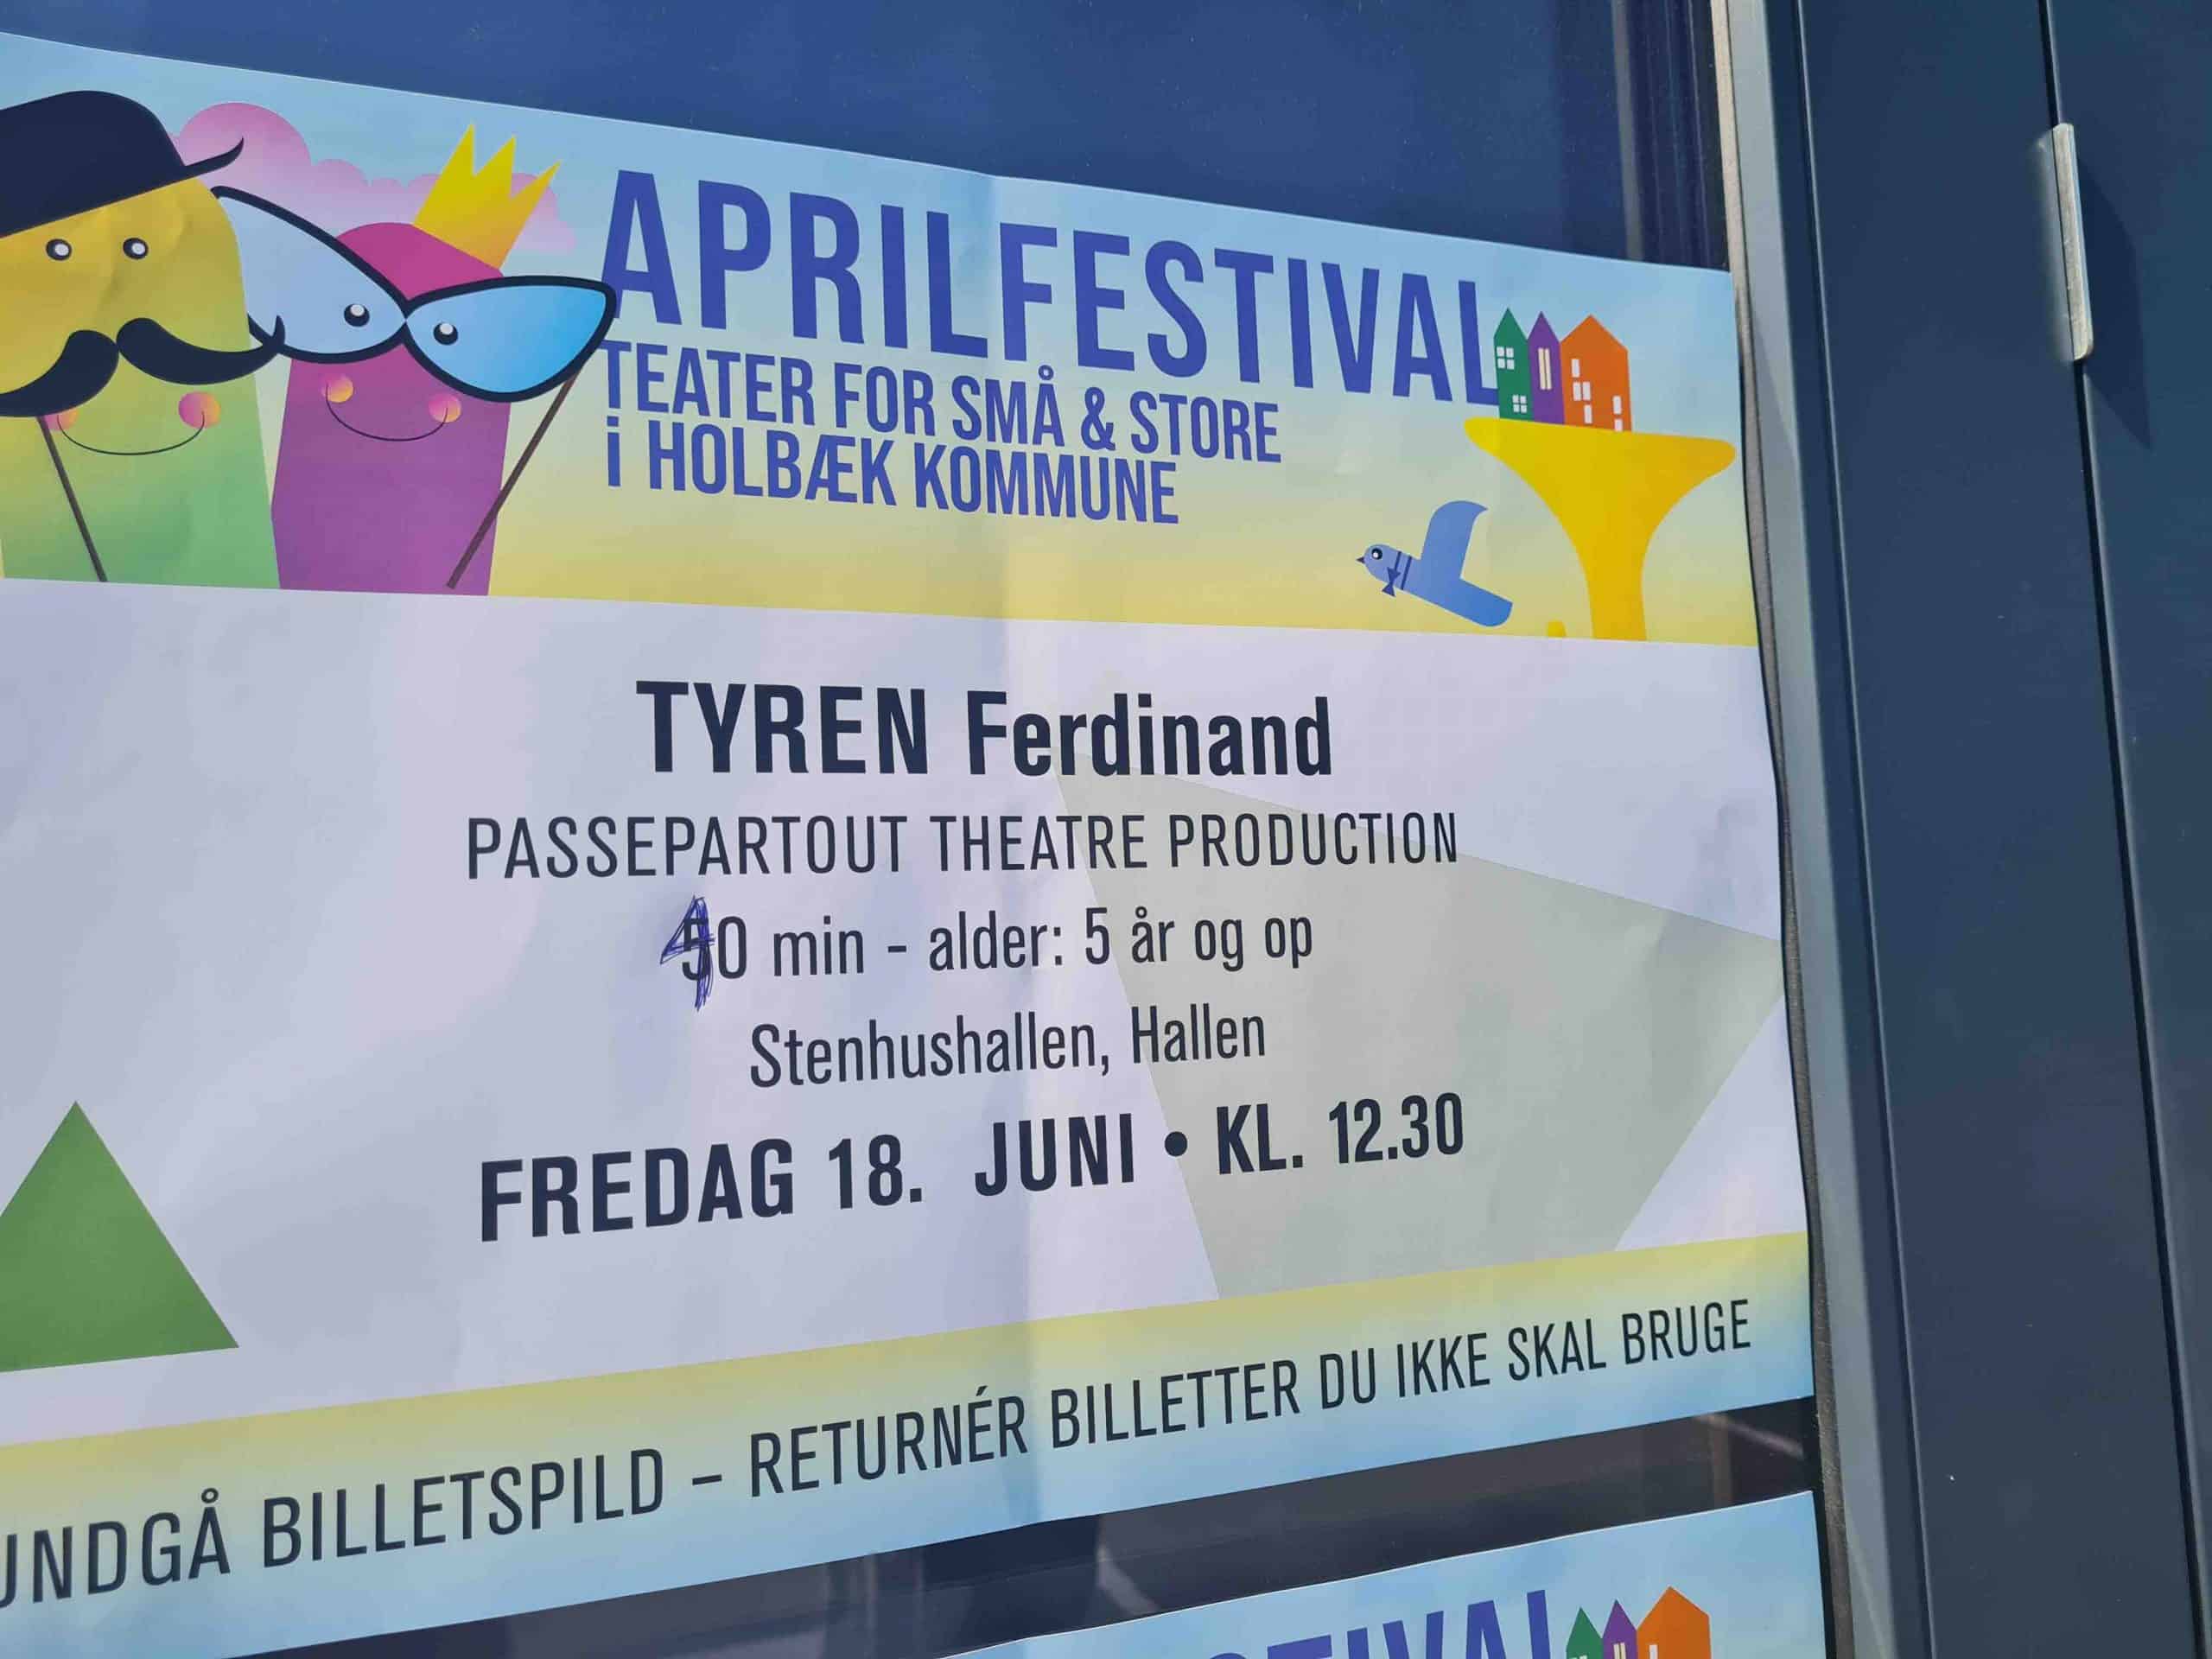 APRILFESTIVAL
TEATER FOR SMÅ & STORE
i HOLBÆK KOMMUNE
TYREN Ferdinand
PASSEPARTOUT THEATRE PRODUCTION
40 min - alder: 5 år og op
Stenhushallen, Hallen
FREDAG 18. JUNI • KL. 12.30
UNDGÅ BILLETSPILD – RETURNÉR BILLETTER DU IKKE SKAL BRUGE